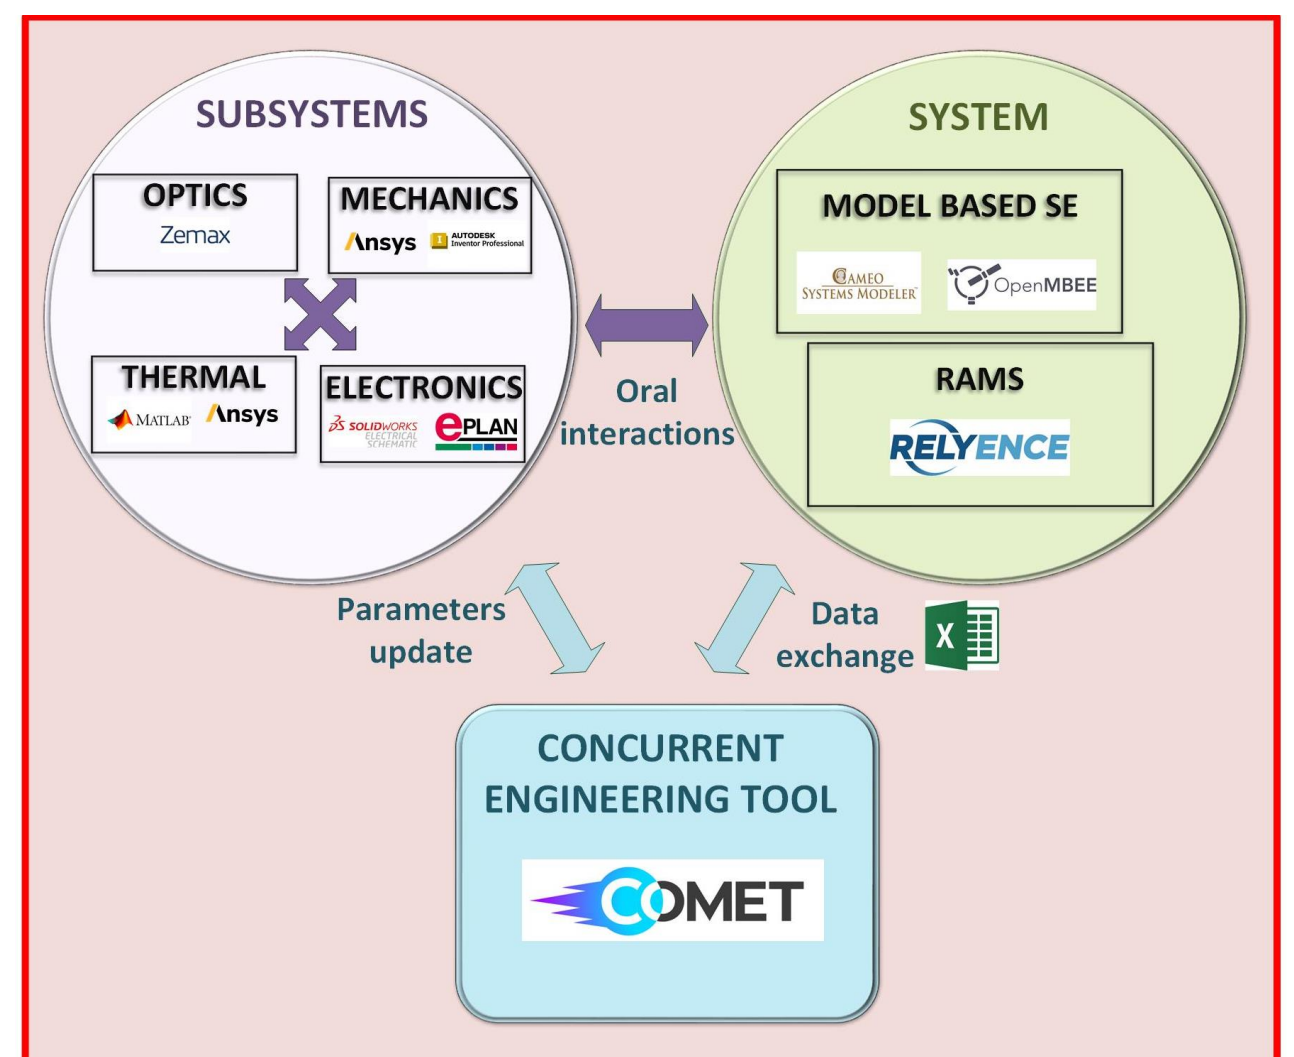 SUBSYSTEMS
OPTICS
Zemax
MECHANICS
Ansys
AUTODESK
Inventor Professional
THERMAL
MATLAB
Ansys
ELECTRONICS
SOLIDWORKS
ELECTRICAL
SCHEMATIC
ePLAN
Oral
interactions
SYSTEM
MODEL BASED SE
CAMEO
SYSTEMS MODELER
OpenMBEE
RAMS
RELYENCE
Parameters
update
Data
exchange
X
CONCURRENT
ENGINEERING TOOL
COMET